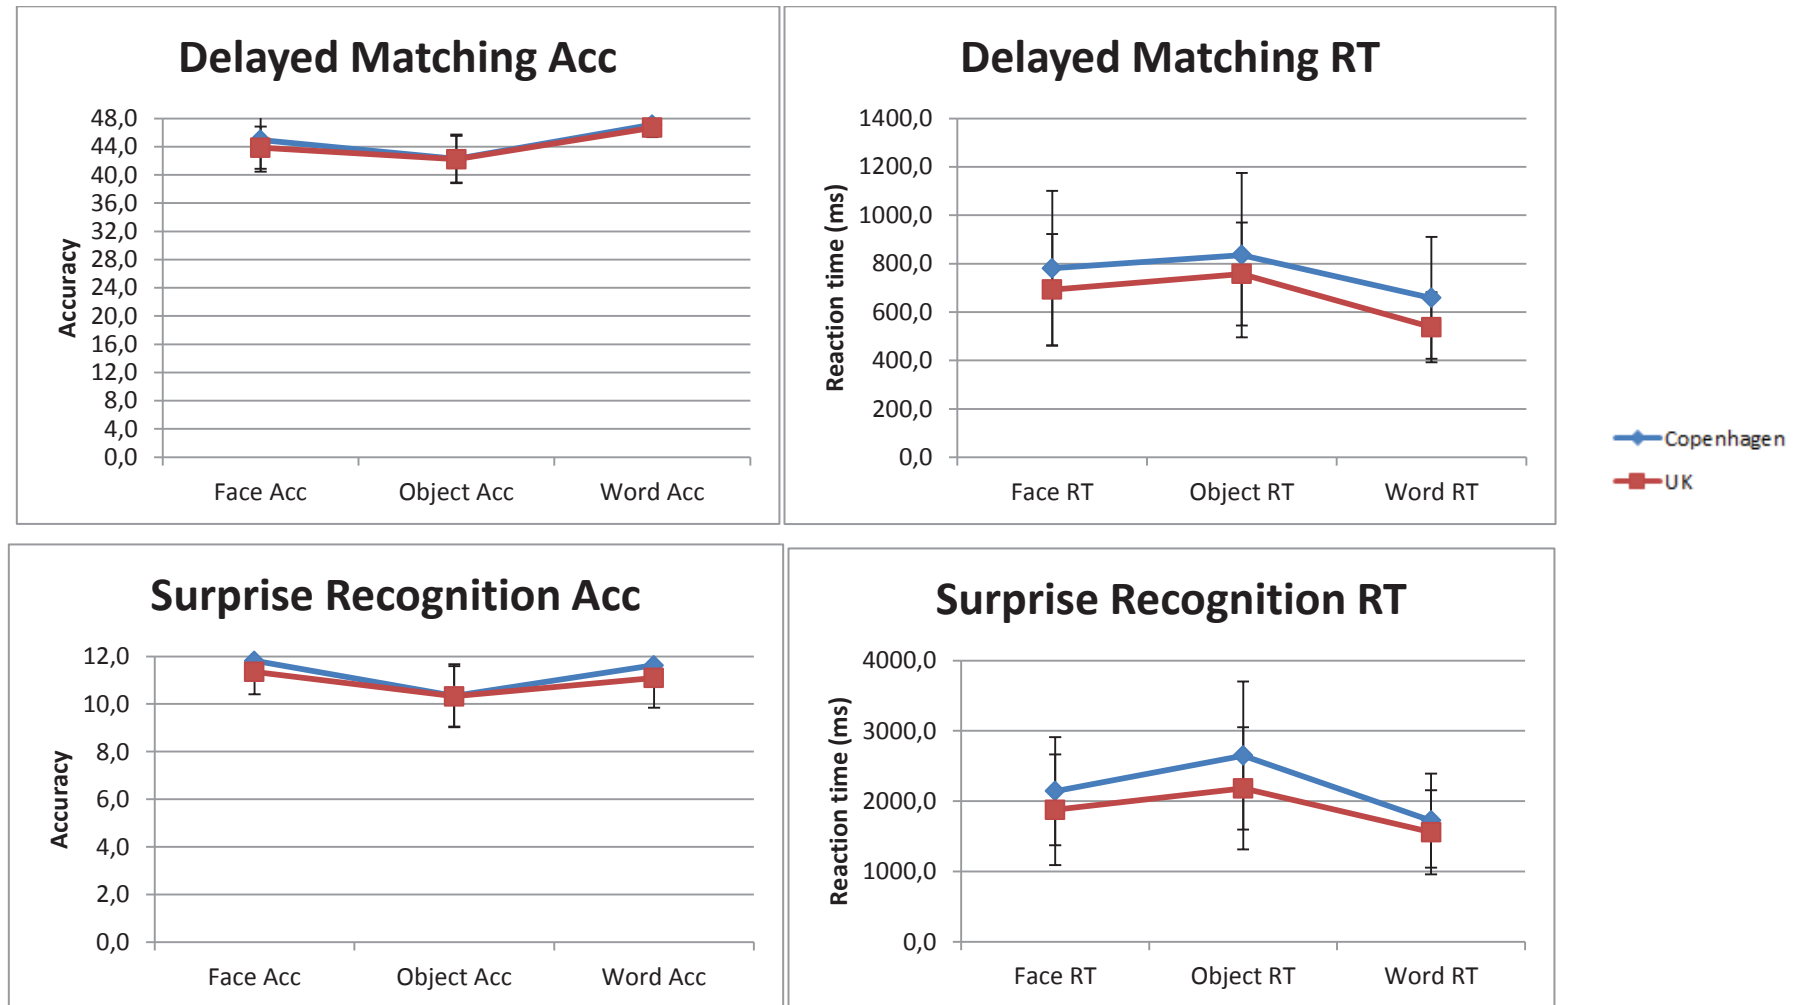 Delayed Matching Acc
48,0
44,0
40,0
36,0
32,0
28,0
24,0
20,0
16,0
12,0
8,0
4,0
0,0
Accuracy
Face Acc
Object Acc
Word Acc
Delayed Matching RT
1400,0
1200,0
1000,0
800,0
600,0
400,0
200,0
0,0
Reaction time (ms)
Face RT
Object RT
Word RT
Copenhagen
UK
Surprise Recognition Acc
12,0
10,0
8,0
6,0
4,0
2,0
0,0
Accuracy
Face Acc
Object Acc
Word Acc
Surprise Recognition RT
4000,0
3000,0
2000,0
1000,0
0,0
Reaction time (ms)
Face RT
Object RT
Word RT